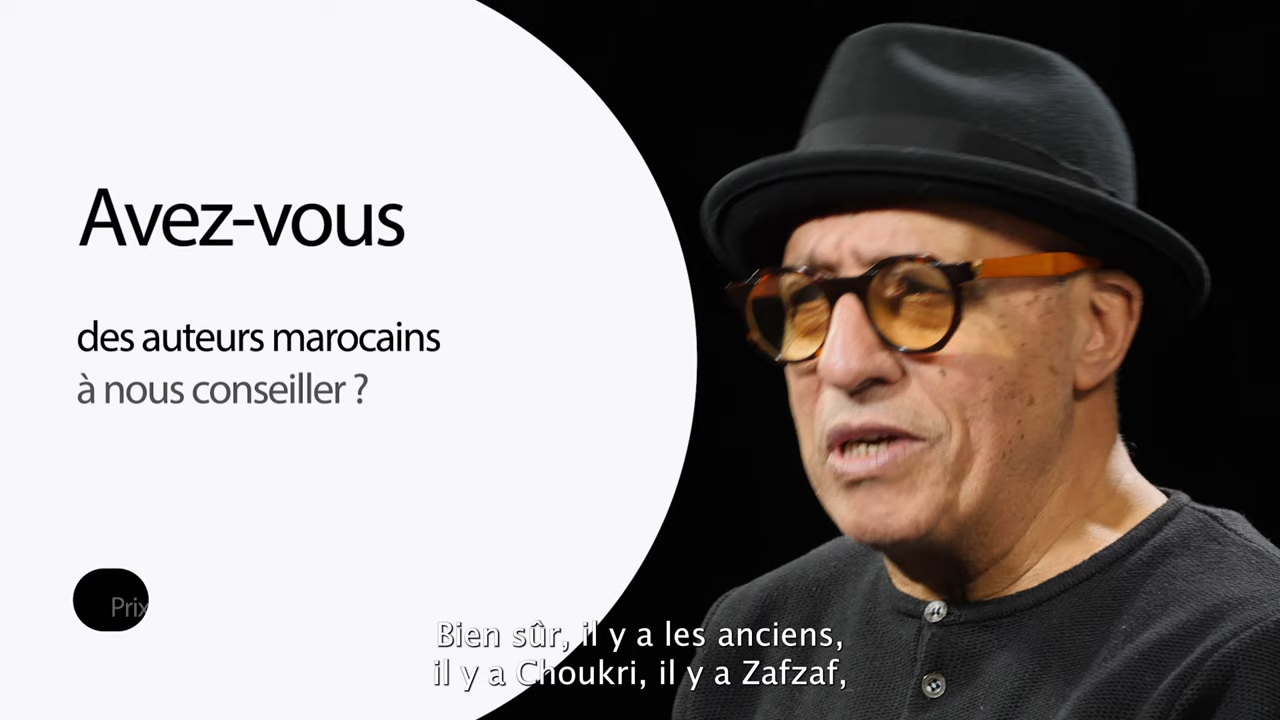 Avez-vous
des auteurs marocains
à nous conseiller ?
Prix
Bien sûr, il y a les anciens,
il y a Choukri, il y a Zafzaf,